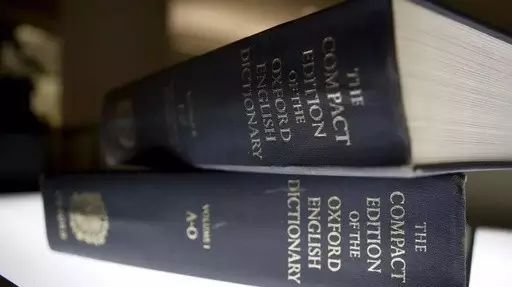 THE
COMPACT
EDITION
OF THE
OXFORD
ENGLISH
DICTIONARY
THE
COMPACT
EDITION
OF THE
OXFORD
ENGLISH
DICTIONARY
VOLUME I
A-O